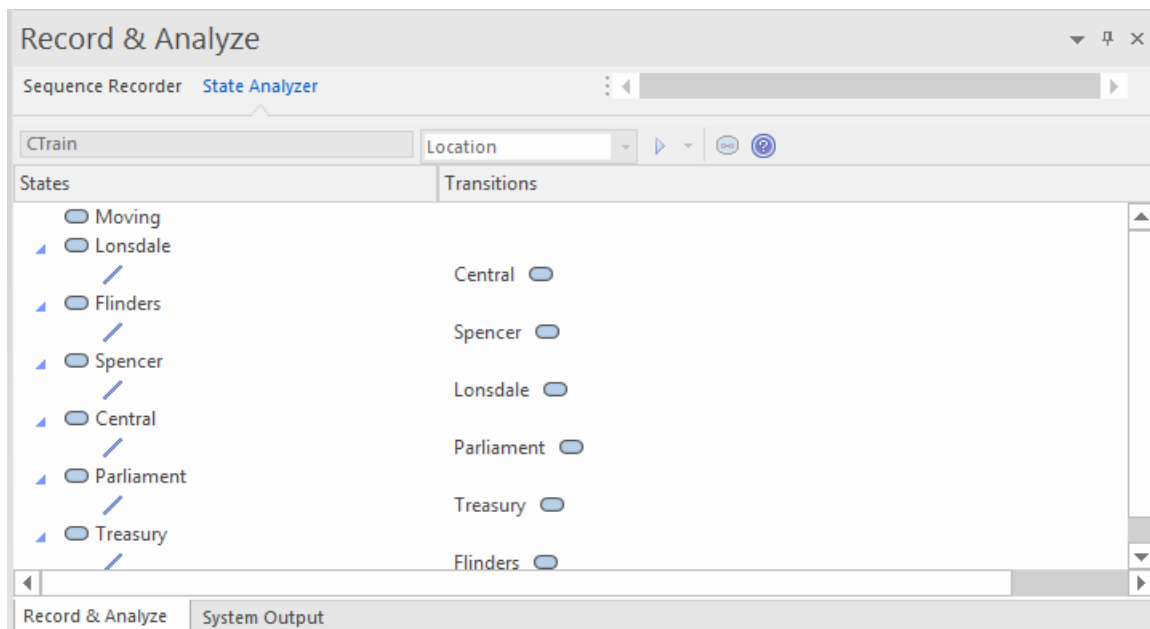 Record & Analyze
Sequence Recorder State Analyzer
CTrain Location
States Transitions
Moving
Lonsdale
Central
Flinders
Spencer
Spencer
Lonsdale
Central
Parliament
Parliament
Treasury
Treasury
Flinders
Record & Analyze System Output